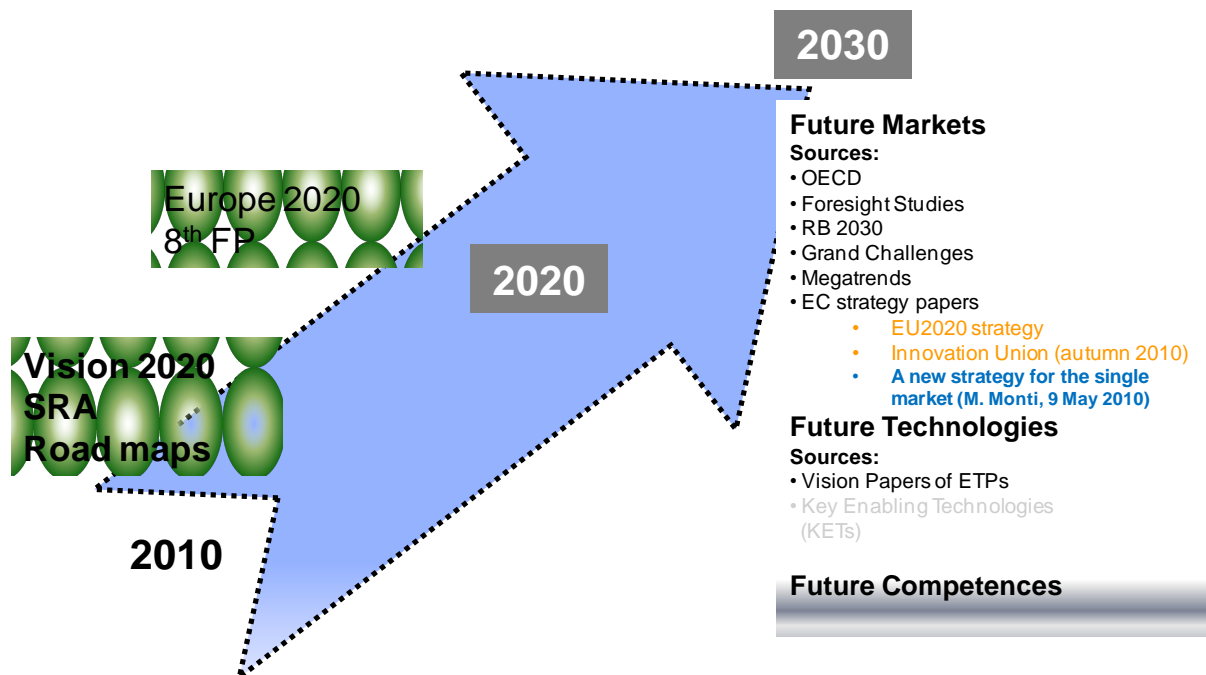 2030
Future Markets
Sources:
• OECD
• Foresight Studies
• RB 2030
• Grand Challenges
• Megatrends
• EC strategy papers
• EU2020 strategy
• Innovation Union (autumn 2010)
• A new strategy for the single
market (M. Monti, 9 May 2010)
Future Technologies
Sources:
• Vision Papers of ETPs
• Key Enabling Technologies
(KETs)
Future Competences
Europe 2020
8th FP
2020
Vision 2020
SRA
Road maps
2010